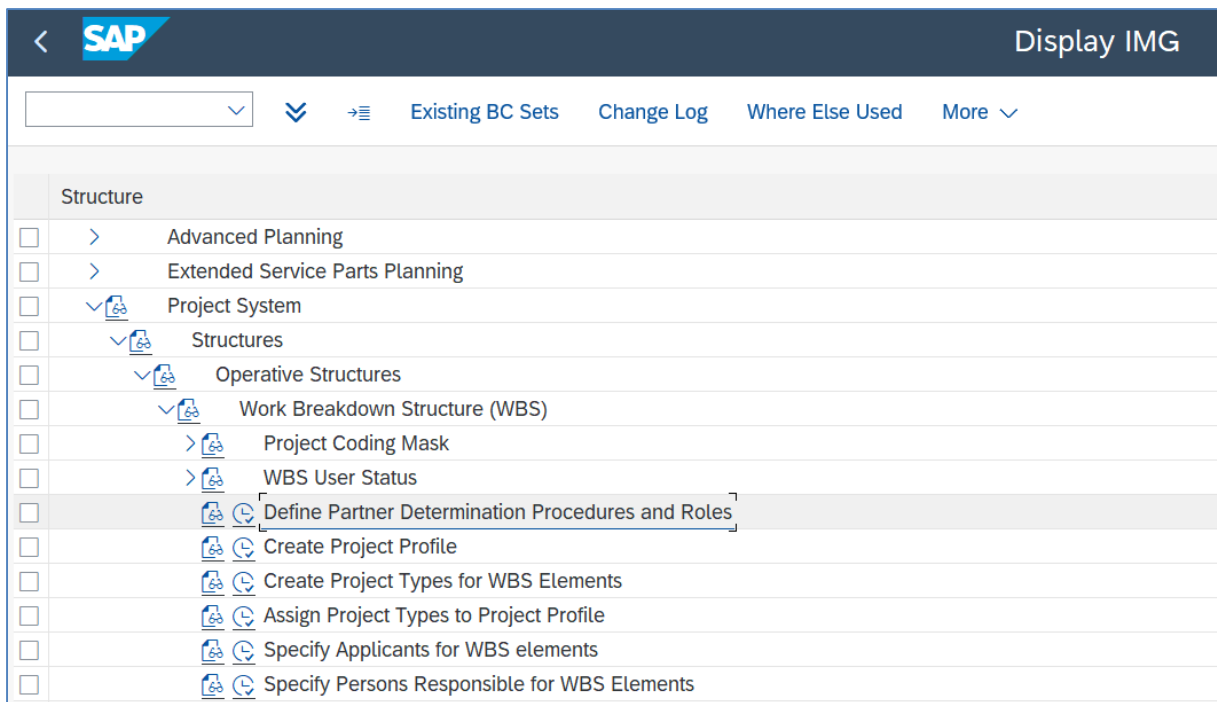 SAP Display IMG
Existing BC Sets Change Log Where Else Used More
Structure
Advanced Planning
Extended Service Parts Planning
Project System
Structures
Operative Structures
Work Breakdown Structure (WBS)
Project Coding Mask
WBS User Status
Define Partner Determination Procedures and Roles
Create Project Profile
Create Project Types for WBS Elements
Assign Project Types to Project Profile
Specify Applicants for WBS elements
Specify Persons Responsible for WBS Elements